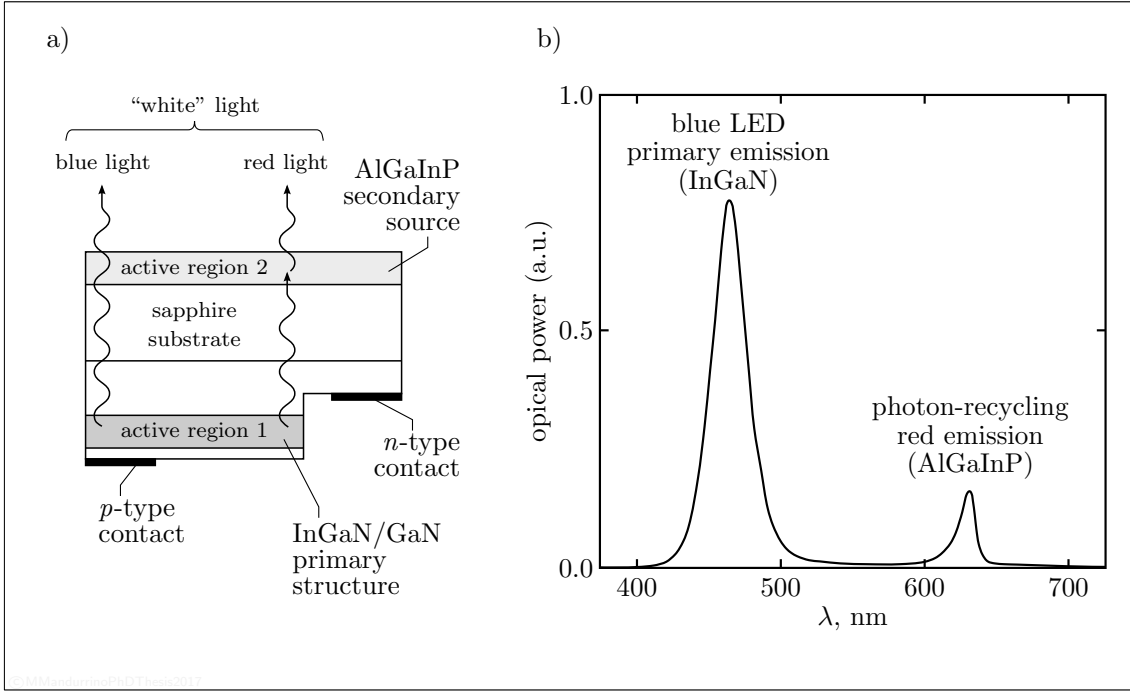 a)
“white” light
blue light
red light
AlGaInP
secondary
source
active region 2
sapphire
substrate
active region 1
n-type
contact
p-type
contact
InGaN/GaN
primary
structure
b)
1.0
0.5
0.0
opical power (a.u.)
blue LED
primary emission
(InGaN)
photon-recycling
red emission
(AlGaInP)
400
500
600
700
λ, nm
©MMandurrinoPhDThesis2017